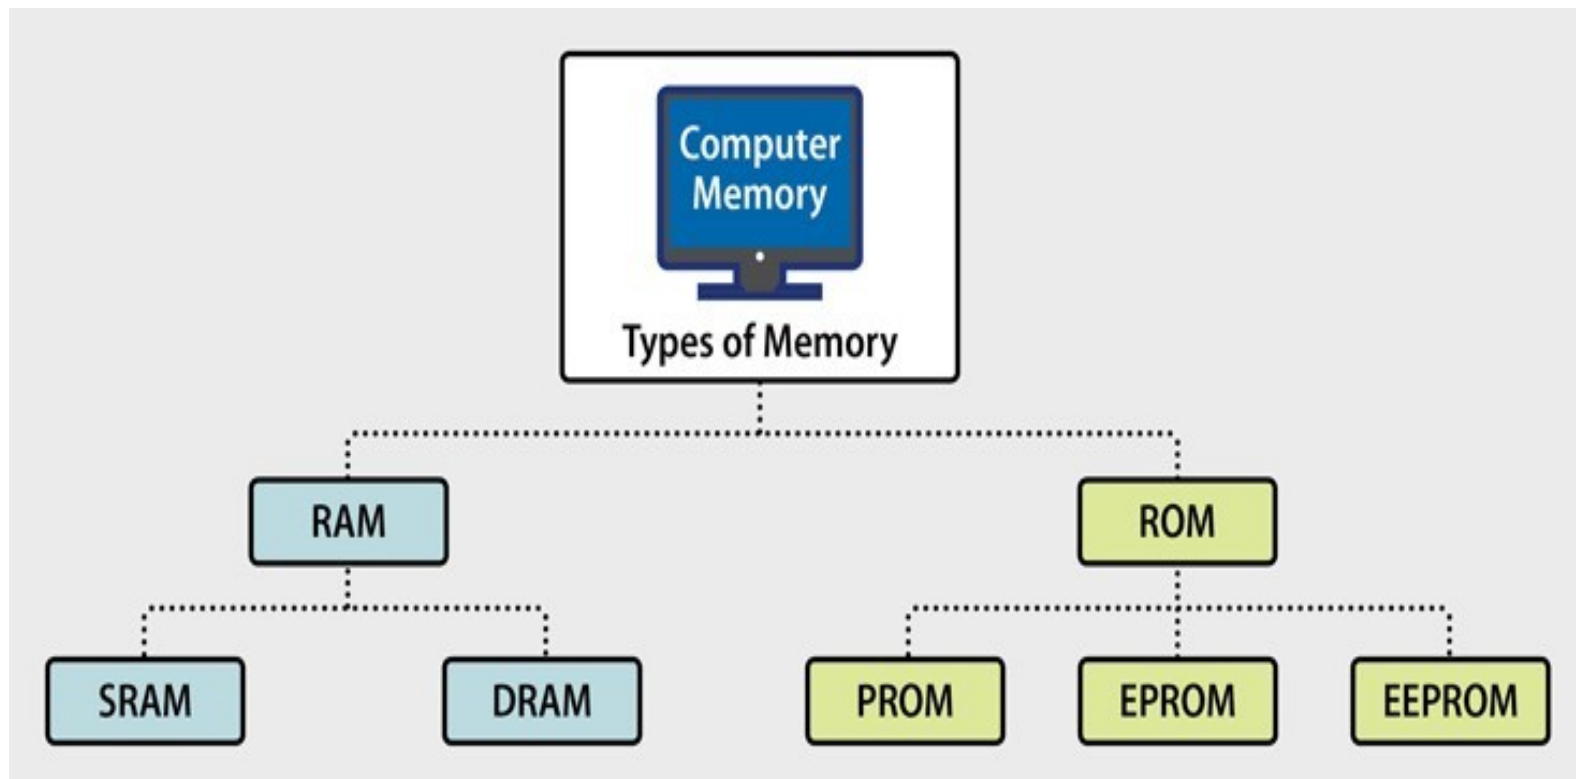 Computer
Memory
Types of Memory
RAM
ROM
SRAM
DRAM
PROM
EPROM
EEPROM